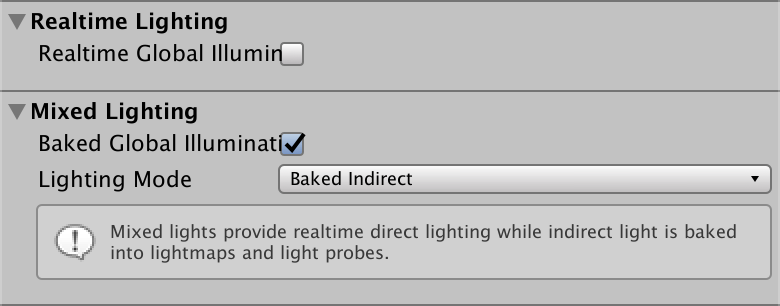 Realtime Lighting
Realtime Global Illumin
Mixed Lighting
Baked Global Illuminati
Lighting Mode Baked Indirect
Mixed lights provide realtime direct lighting while indirect light is baked
into lightmaps and light probes.